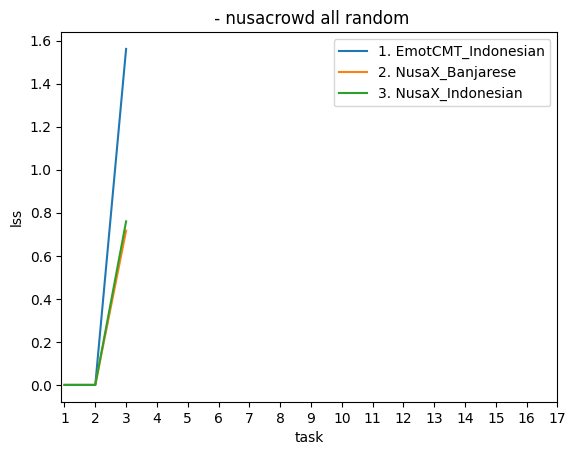 - nusacrowd all random
1. EmotCMT_Indonesian
2. NusaX_Banjarese
3. NusaX_Indonesian
lss
1.6
1.4
1.2
1.0
0.8
0.6
0.4
0.2
0.0
1 2 3 4 5 6 7 8 9 10 11 12 13 14 15 16 17
task